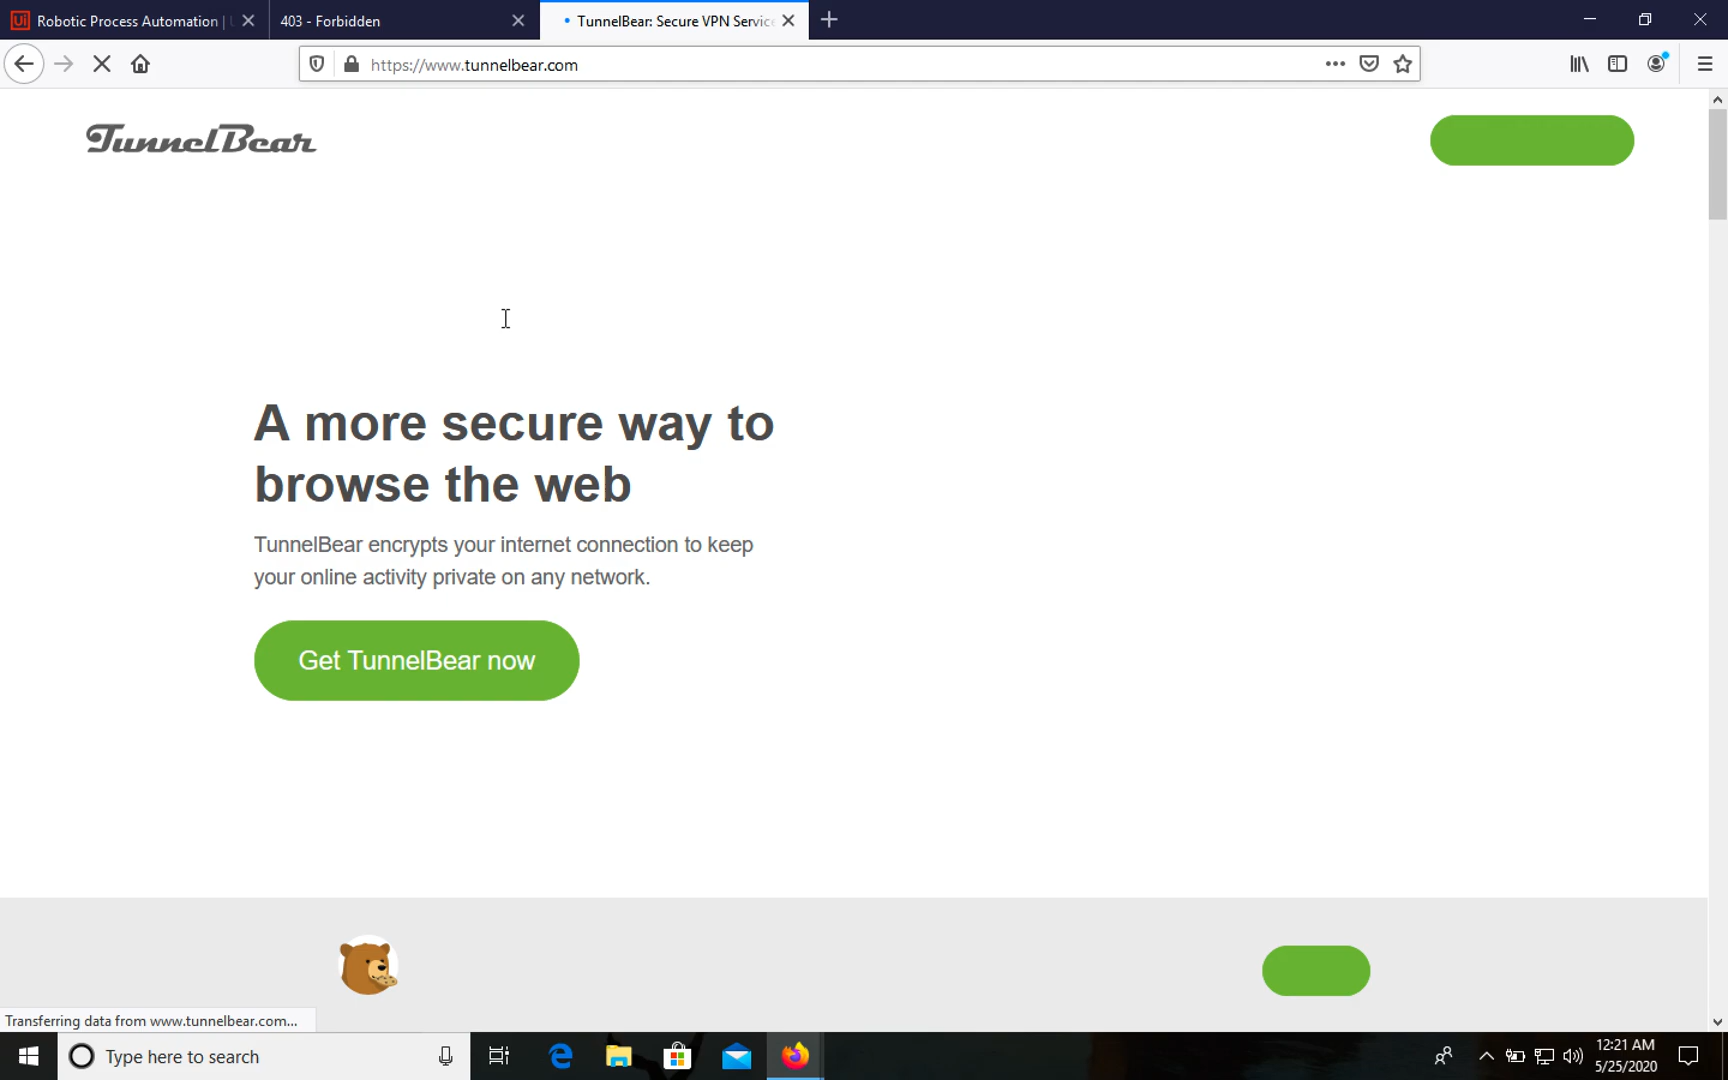 Robotic Process Automation |
403 - Forbidden
TunnelBear: Secure VPN Service
https://www.tunnelbear.com
TunnelBear
A more secure way to
browse the web
TunnelBear encrypts your internet connection to keep
your online activity private on any network.
Get TunnelBear now
Transferring data from www.tunnelbear.com...
Type here to search
12:21 AM
5/25/2020